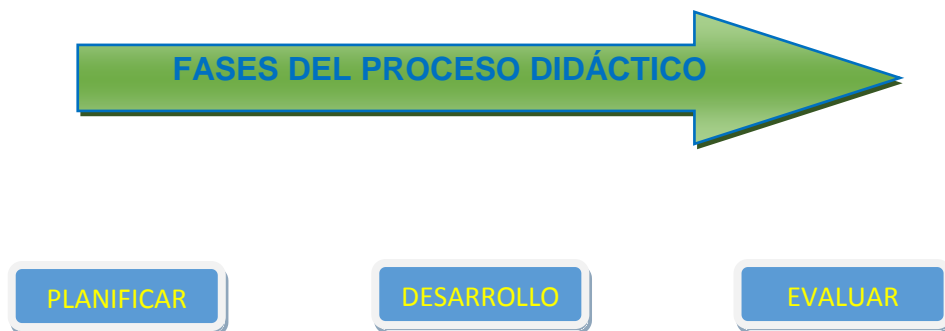 FASES DEL PROCESO DIDÁCTICO
PLANIFICAR
DESARROLLO
EVALUAR